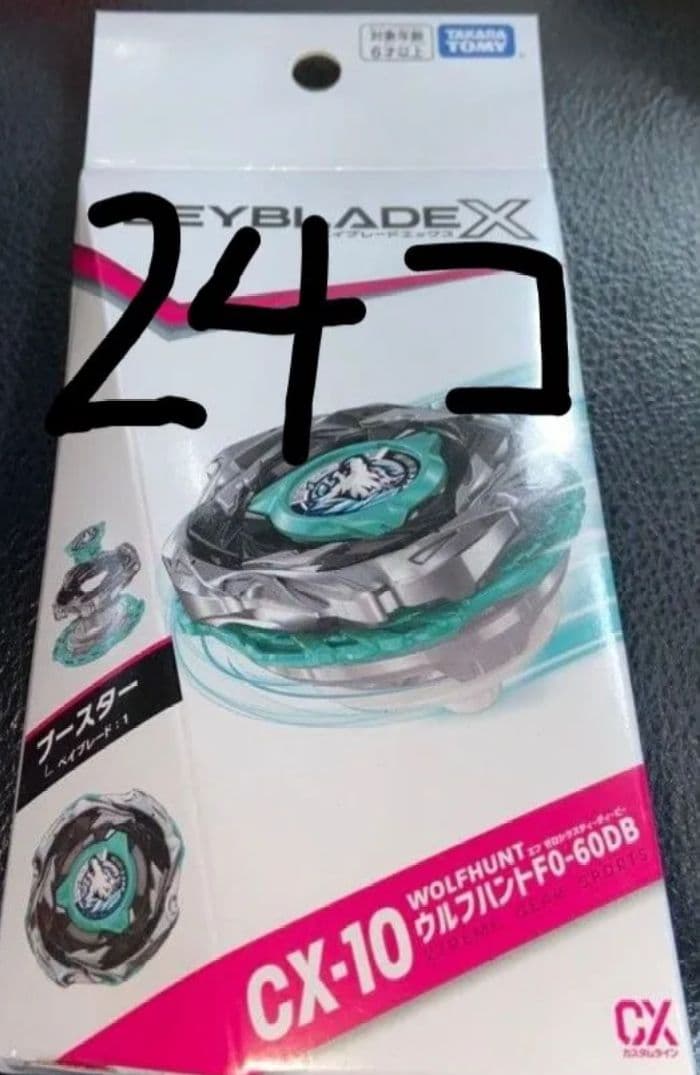 対象年齢
6才以上
TAKARA
TOMY
BEYBLADE X
ベイブレードエックス
24コ
ブースター
ベイブレード:1
WOLFHUNT
エフ ゼロシックスティーディービー
ウルフハントF0-60DB
CX-10
XTREME GEAR SPORTS
CX
カスタムライン